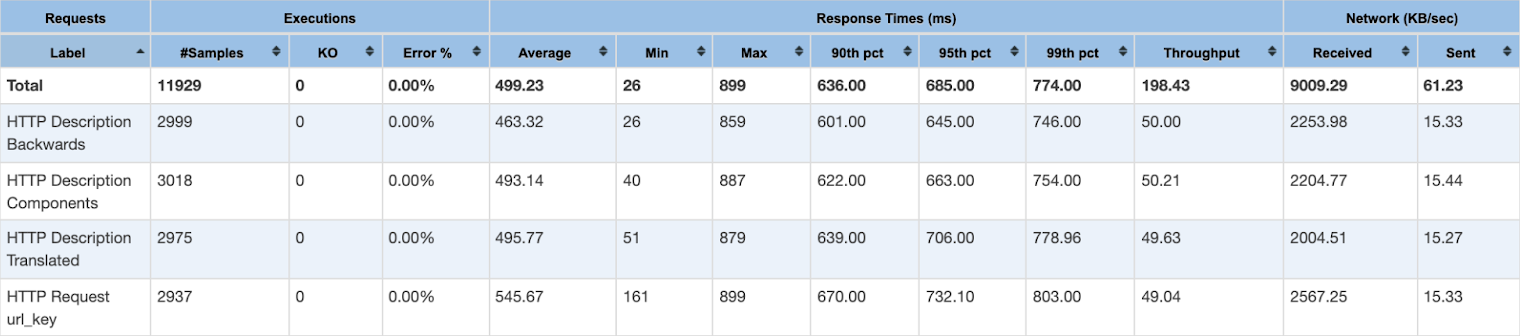 Requests Executions Response Times (ms) Network (KB/sec)
Label #Samples KO Error % Average Min Max 90th pct 95th pct 99th pct Throughput Received Sent
Total 11929 0 0.00% 499.23 26 899 636.00 685.00 774.00 198.43 9009.29 61.23
HTTP Description 2999 0 0.00% 463.32 26 859 601.00 645.00 746.00 50.00 2253.98 15.33
Backwards
HTTP Description 3018 0 0.00% 493.14 40 887 622.00 663.00 754.00 50.21 2204.77 15.44
Components
HTTP Description 2975 0 0.00% 495.77 51 879 639.00 706.00 778.96 49.63 2004.51 15.27
Translated
HTTP Request 2937 0 0.00% 545.67 161 899 670.00 732.10 803.00 49.04 2567.25 15.33
url_key